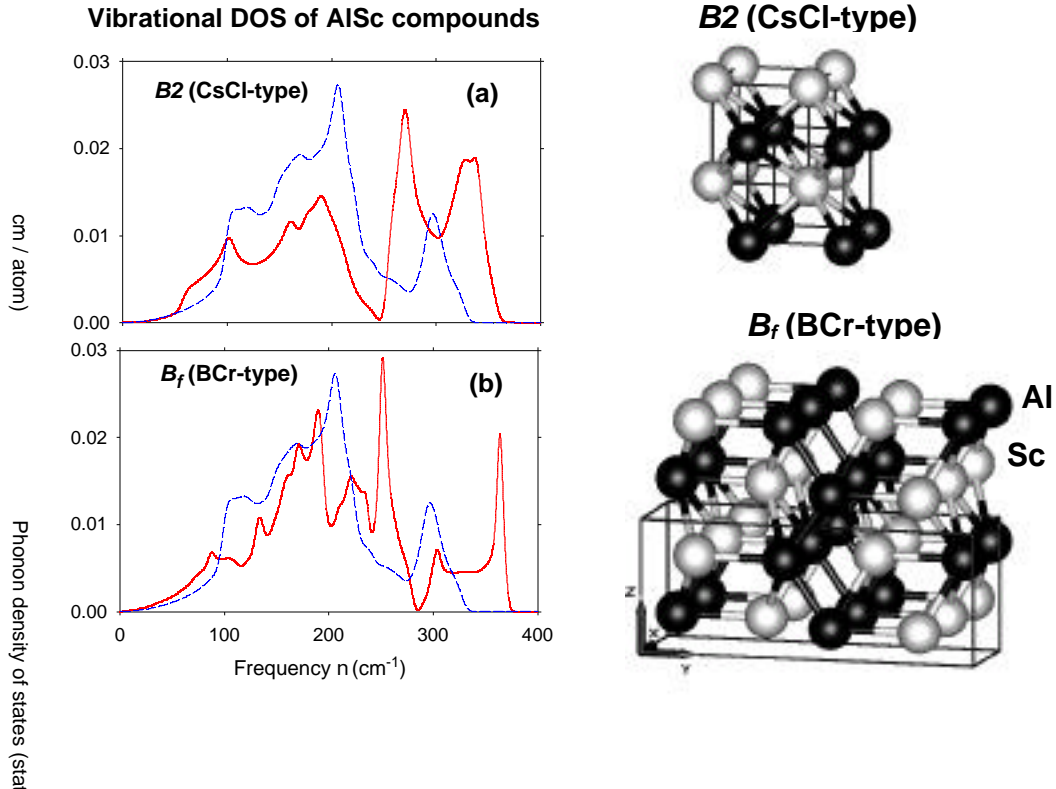 Vibrational DOS of AlSc compounds
B2 (CsCl-type)
0.03
B2 (CsCl-type)
(a)
0.02
0.01
0.00
cm / atom)
Bf (BCr-type)
0.03
Bf (BCr-type)
(b)
0.02
0.01
0.00
0 100 200 300 400
Frequency n (cm-1)
Phonon density of states (stat
Al
Sc
Z
X
Y